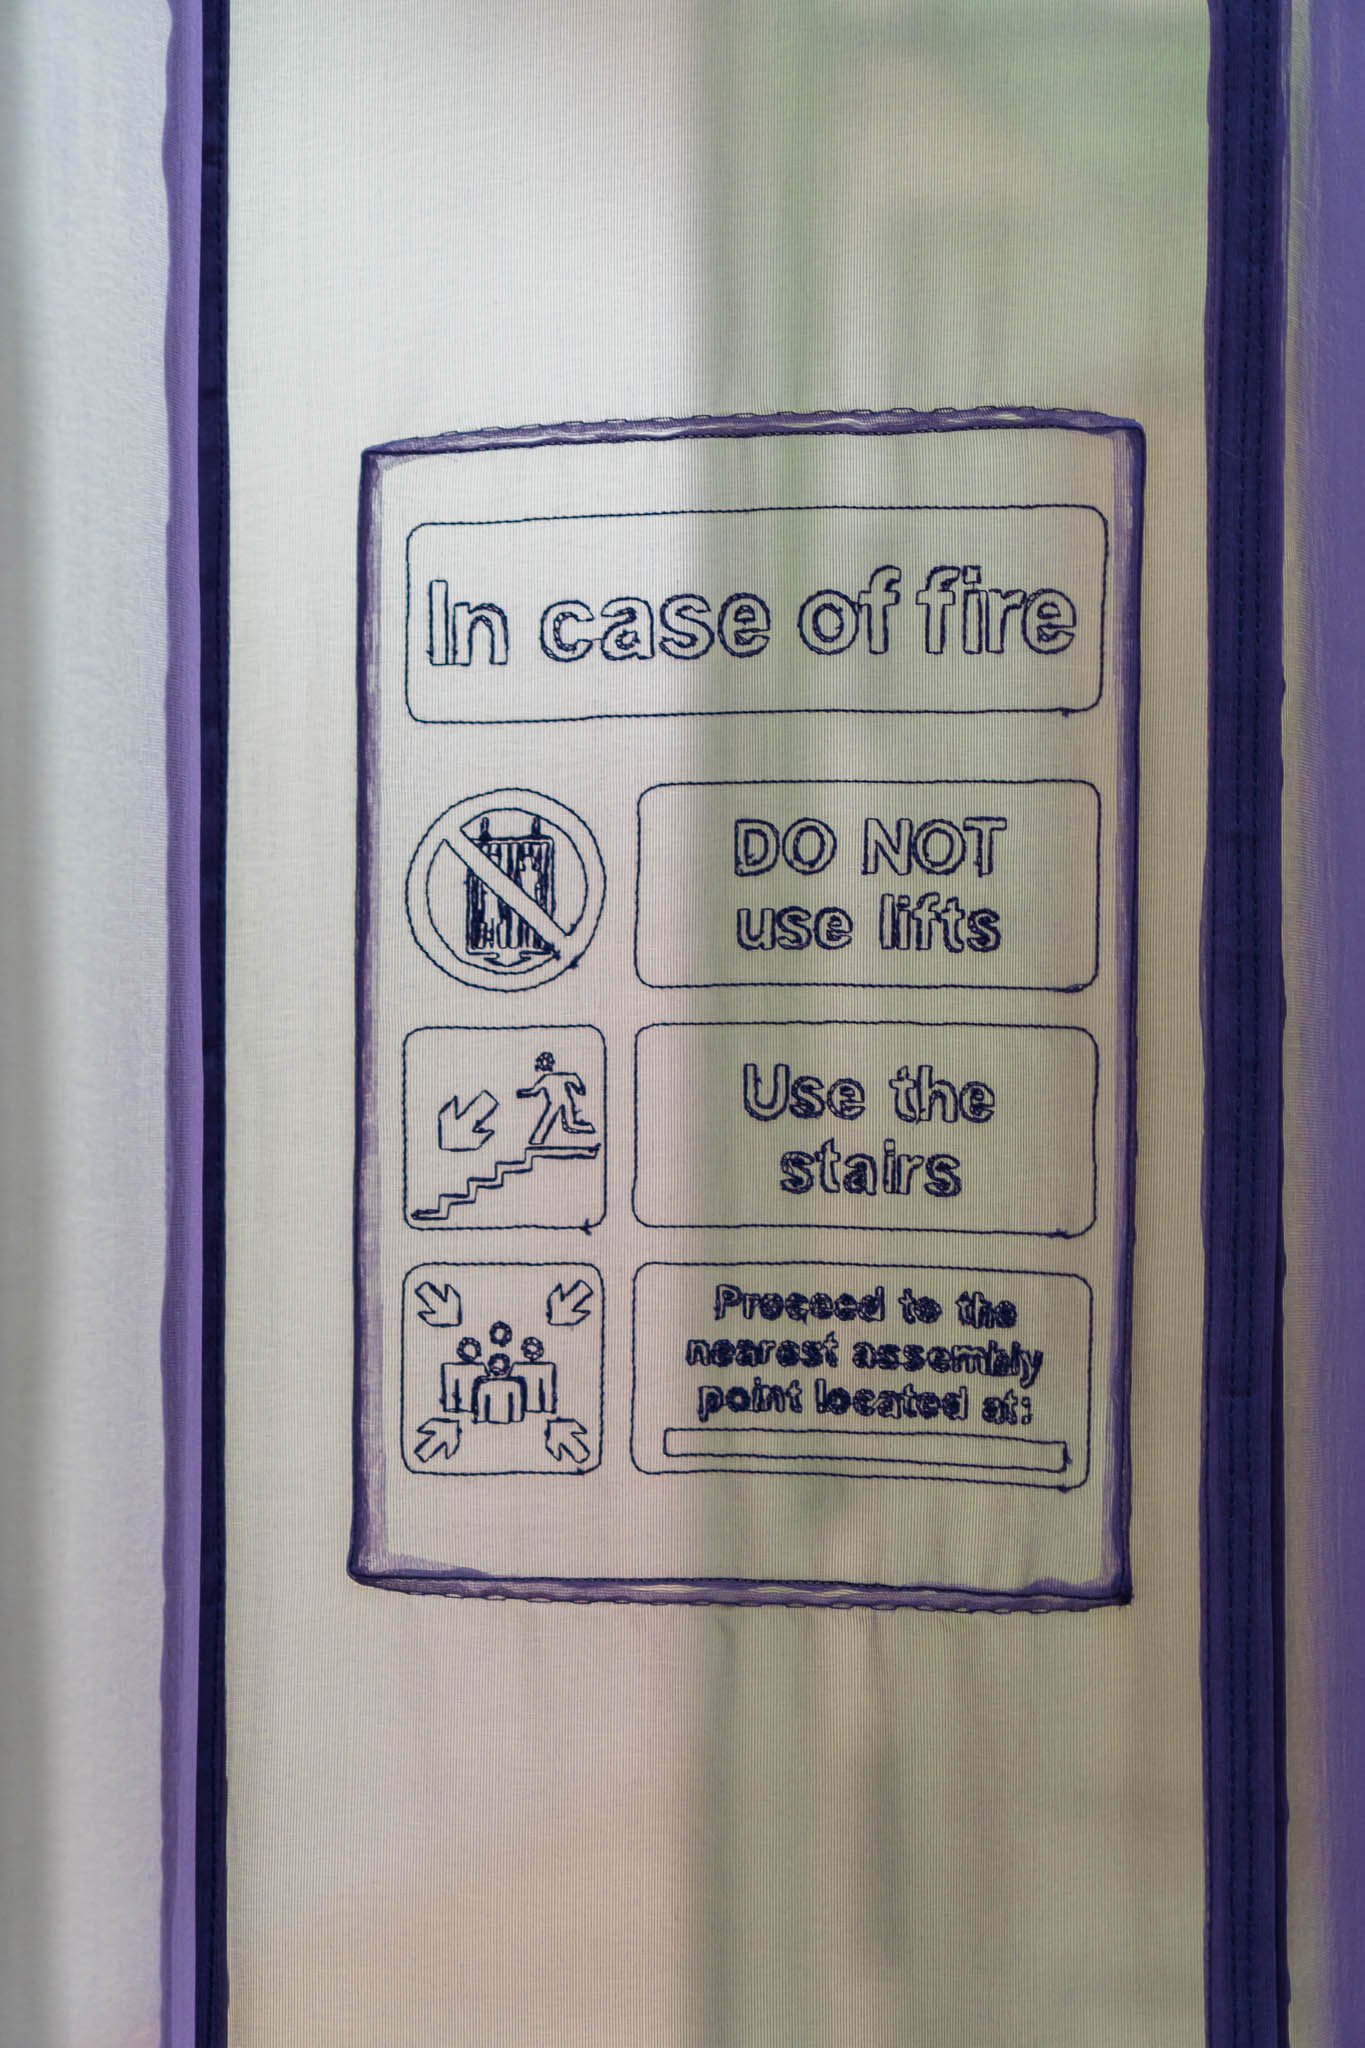 In case of fire
DO NOT
use lifts
Use the
stairs
Proceed to the
nearest assembly
point located at: